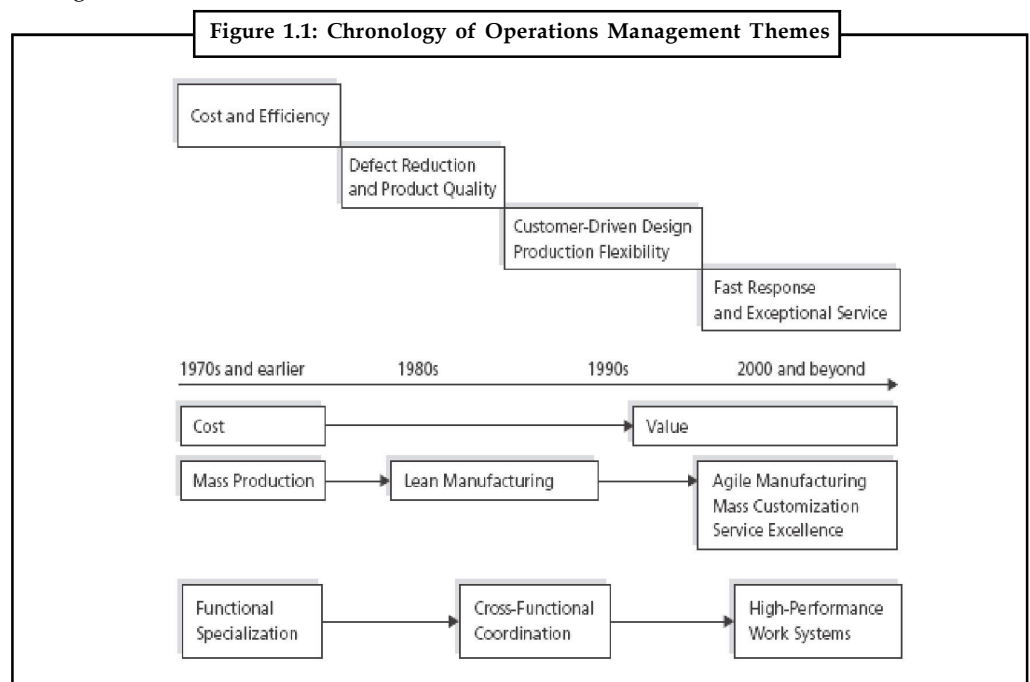 Figure 1.1: Chronology of Operations Management Themes
Cost and Efficiency
Defect Reduction
and Product Quality
Customer-Driven Design
Production Flexibility
Fast Response
and Exceptional Service
1970s and earlier 1980s 1990s 2000 and beyond
Cost Value
Mass Production Lean Manufacturing Agile Manufacturing
Mass Customization
Service Excellence
Functional
Specialization
Cross-Functional
Coordination
High-Performance
Work Systems